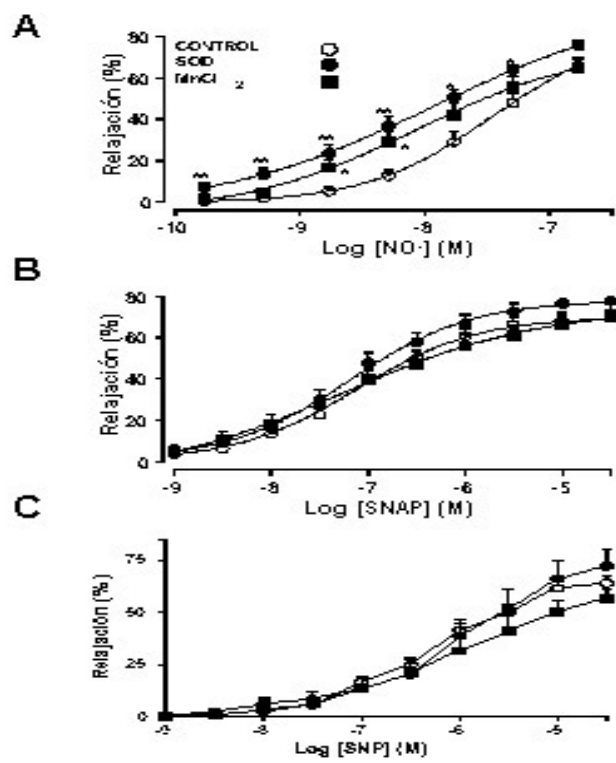 A
80
CONTROL
SOD
MnCl 2
60
40
20
0
Relajación (%)
-10 -9 -8 -7
Log [NO·] (M)
B
80
60
40
20
0
Relajación (%)
-9 -8 -7 -6 -5
Log [SNAP] (M)
C
75
50
25
0
Relajación (%)
-9 -8 -7 -6 -5
Log [SNP] (M)